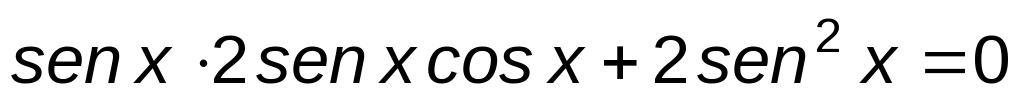 sen x ·2 sen x cos x + 2 sen² x =0